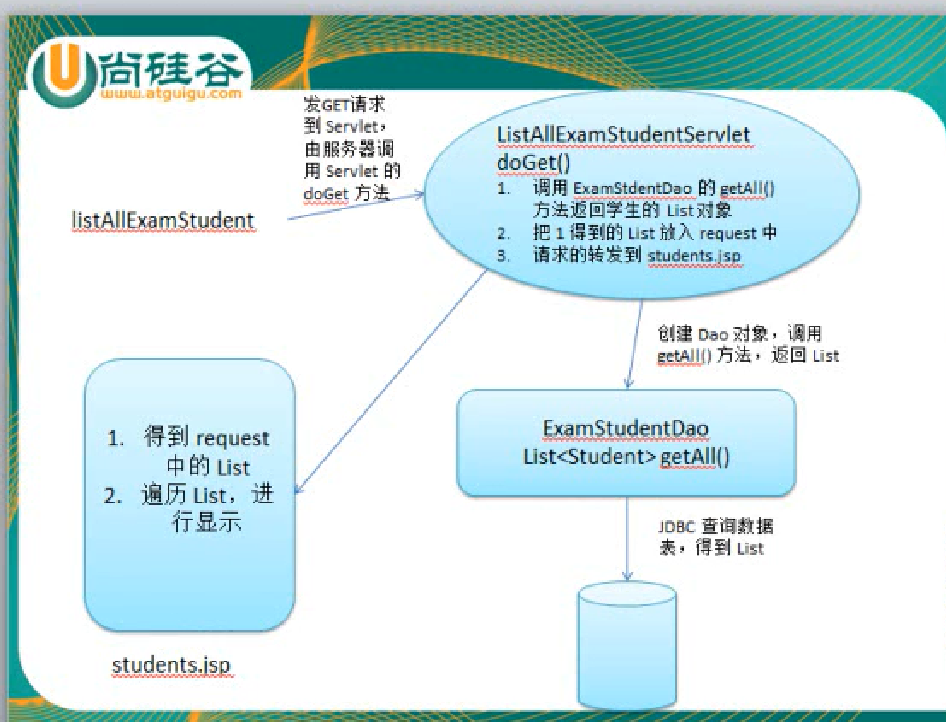 尚硅谷
www.atguigu.com
发GET请求
到 Servlet，
由服务器调
用 Servlet 的
doGet 方法
listAllExamStudent
ListAllExamStudentServlet
doGet()
1. 调用 ExamStdentDao 的 getAll()
方法返回学生的 List 对象
2. 把 1 得到的 List 放入 request 中
3. 请求的转发到 students.jsp
创建 Dao 对象，调用
getAll() 方法，返回 List
1. 得到 request
中的 List
2. 遍历 List，进
行显示
students.jsp
ExamStudentDao
List<Student> getAll()
JDBC 查询数据
表，得到 List